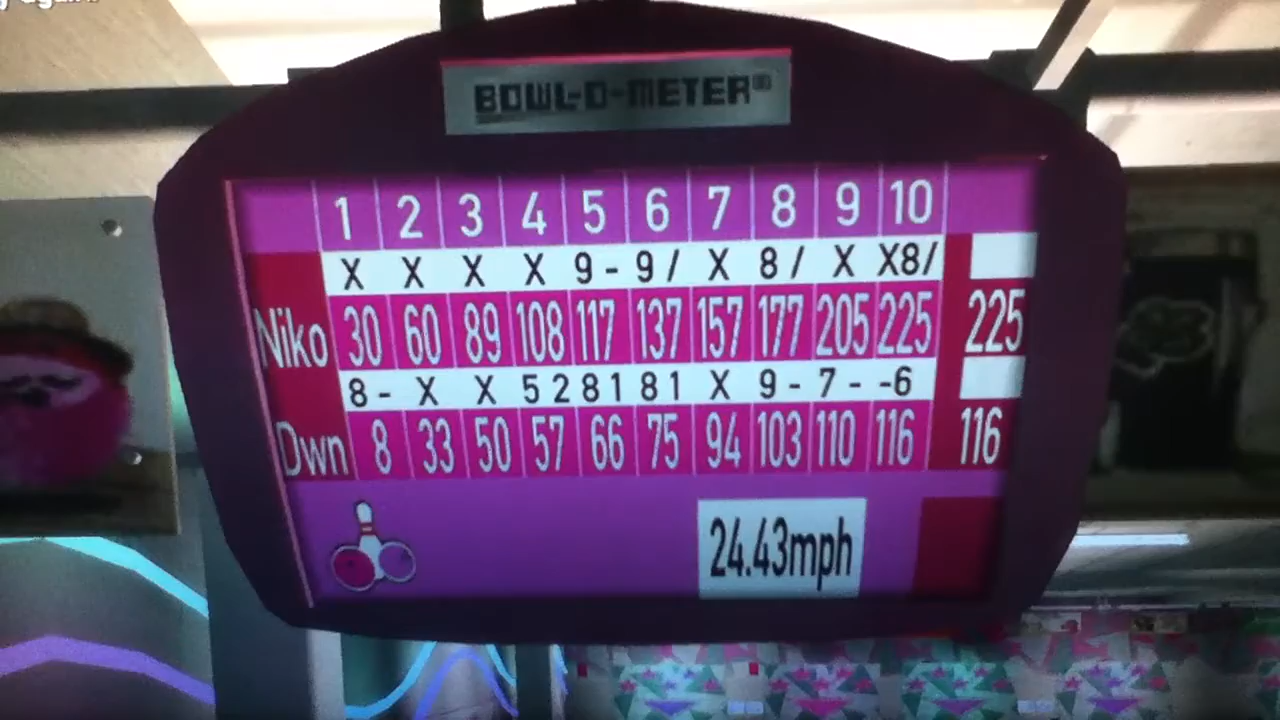 again.
BOWL-O-METER®
1 2 3 4 5 6 7 8 9 10
X X X X 9 - 9 / X 8 / X X8/
Niko 30 60 89 108 117 137 157 177 205 225 225
8 - X X 5 2 8 1 8 1 X 9 - 7 - -6
Dwn 8 33 50 57 66 75 94 103 110 116 116
24.43mph